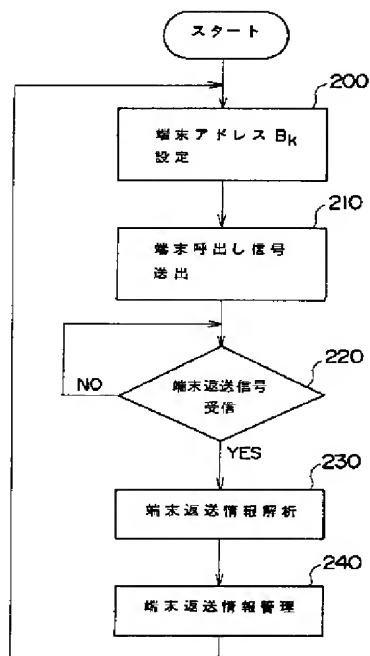 スタート
200
端末アドレスBk
設定
210
端末呼出し信号
送出
220
端末返送信号
受信
NO
YES
230
端末返送情報解析
240
端末返送情報管理